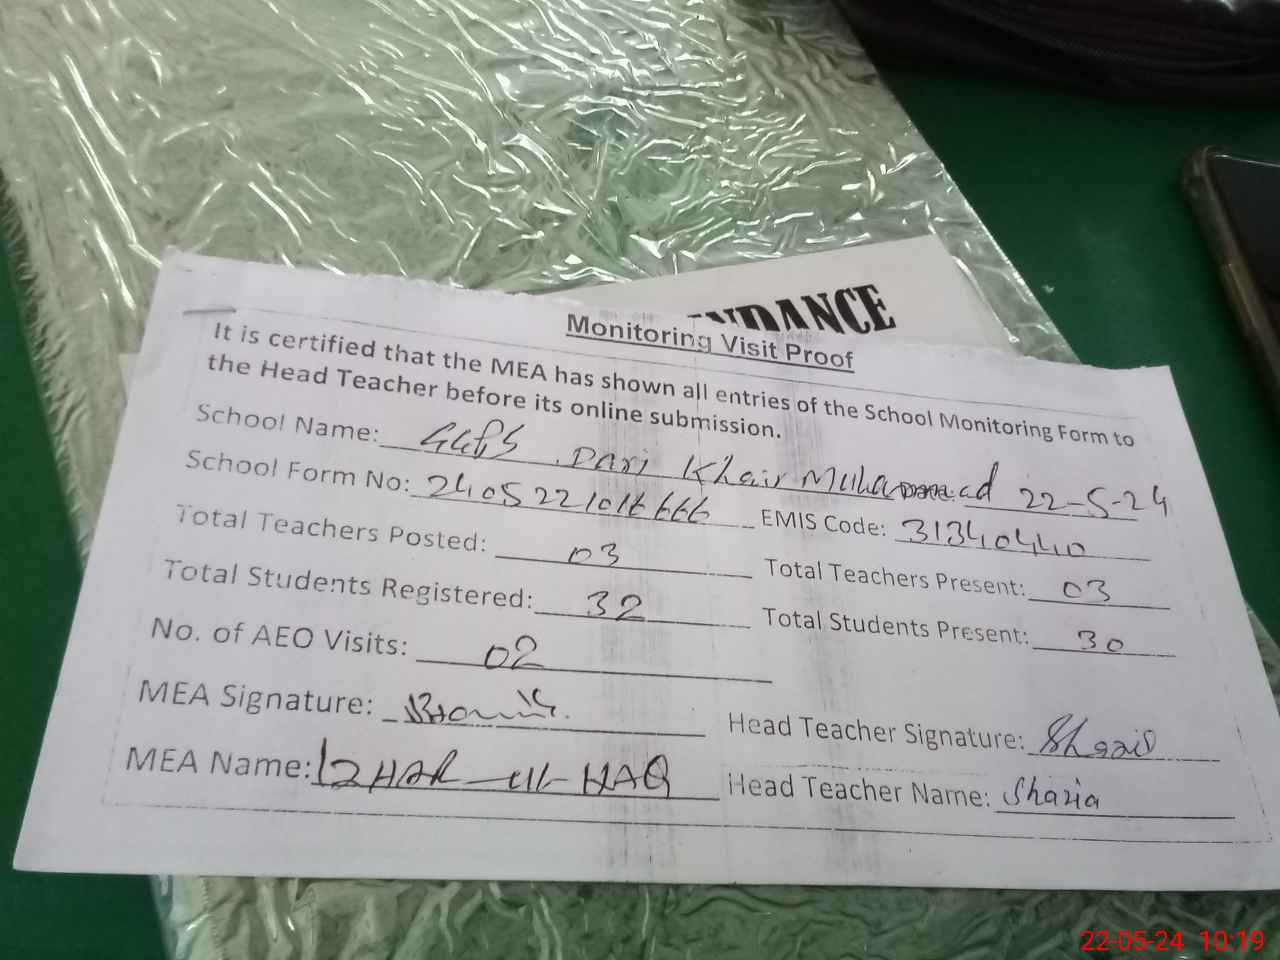 NDANCE
Monitoring Visit Proof
It is certified that the MEA has shown all entries of the School Monitoring Form to
the Head Teacher before its online submission.
School Name: GGPS Dari Khair Muhammad 22-5-24
School Form No: 2405221016666 EMIS Code: 31340440
Total Teachers Posted: 03 Total Teachers Present: 03
Total Students Registered: 32 Total Students Present: 30
No. of AEO Visits: 02
MEA Signature: Head Teacher Signature:
MEA Name: IZHAR-UL-HAQ Head Teacher Name: Shazia
22-05-24 10:19